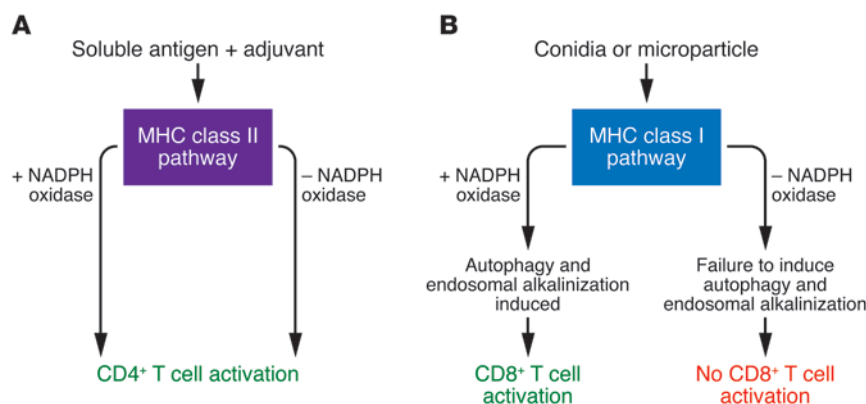 A
Soluble antigen + adjuvant
MHC class II
pathway
+ NADPH
oxidase
– NADPH
oxidase
CD4⁺ T cell activation
B
Conidia or microparticle
MHC class I
pathway
+ NADPH
oxidase
– NADPH
oxidase
Autophagy and
endosomal alkalinization
induced
Failure to induce
autophagy and
endosomal alkalinization
CD8⁺ T cell
activation
No CD8⁺ T cell
activation